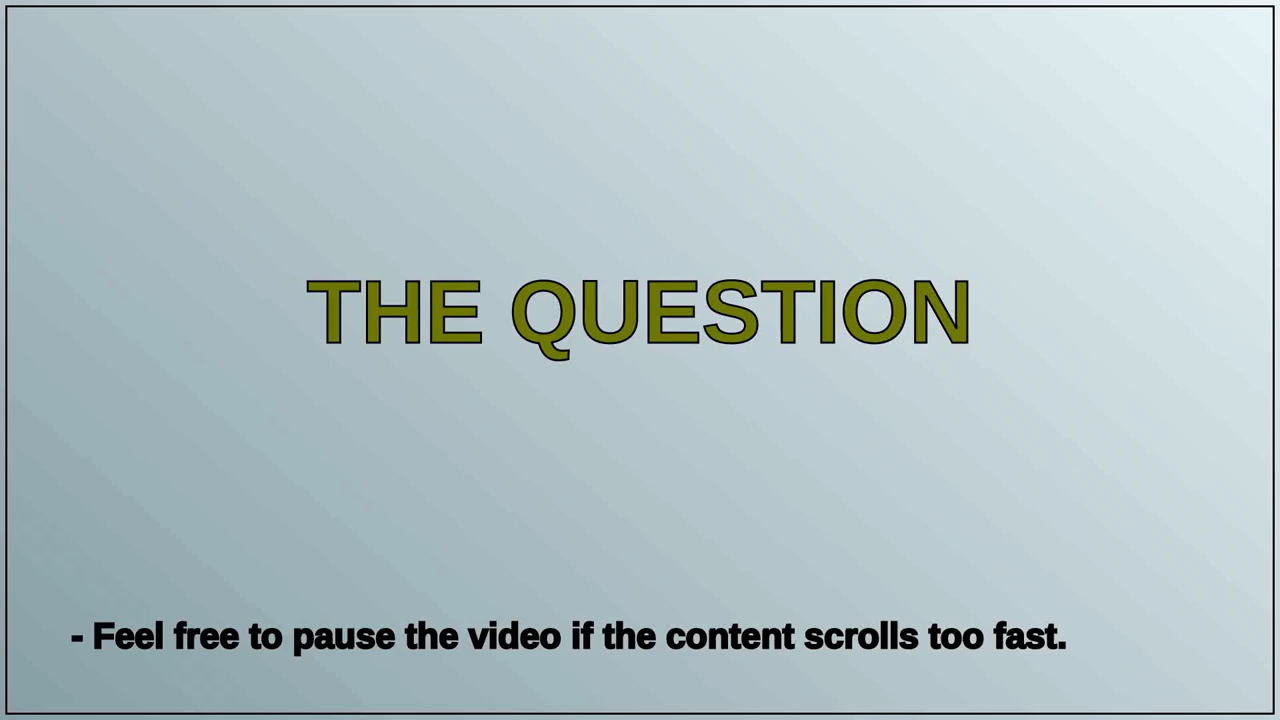 THE QUESTION
- Feel free to pause the video if the content scrolls too fast.